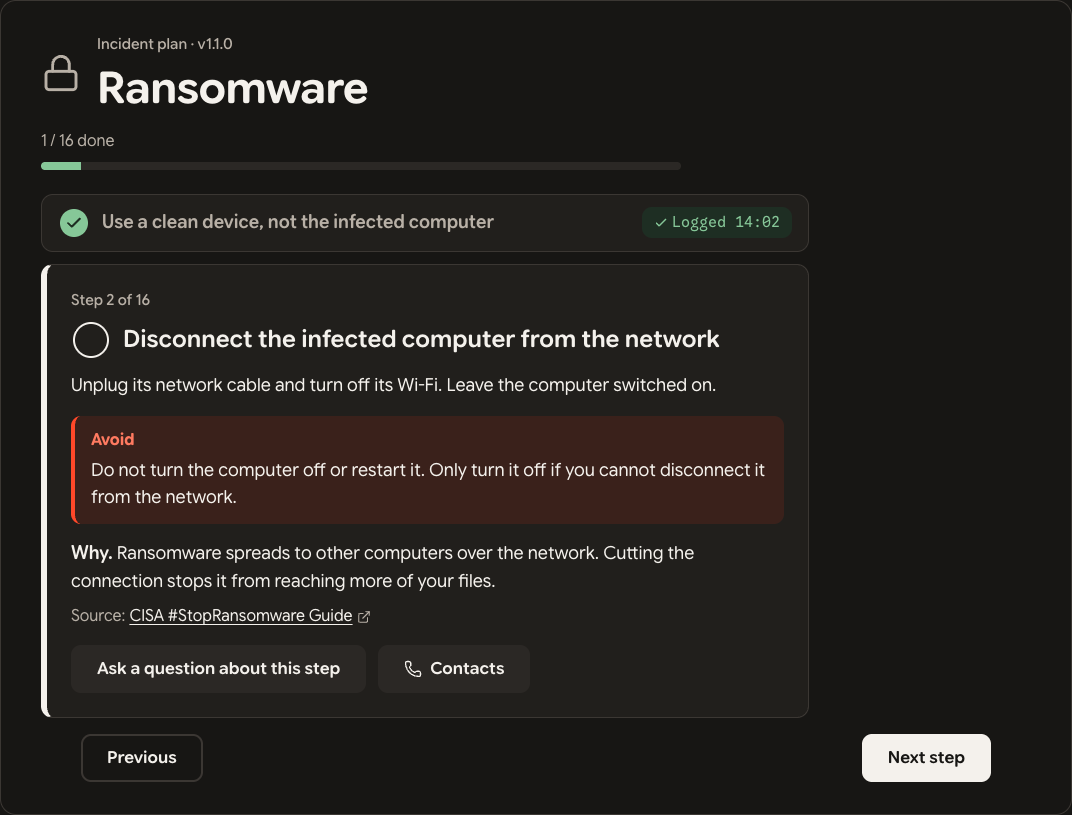 Incident plan · v1.1.0
Ransomware
1 / 16 done
Use a clean device, not the infected computer
Logged 14:02
Step 2 of 16
Disconnect the infected computer from the network
Unplug its network cable and turn off its Wi-Fi. Leave the computer switched on.
Avoid
Do not turn the computer off or restart it. Only turn it off if you cannot disconnect it
from the network.
Why. Ransomware spreads to other computers over the network. Cutting the
connection stops it from reaching more of your files.
Source: CISA #StopRansomware Guide
Ask a question about this step
Contacts
Previous
Next step